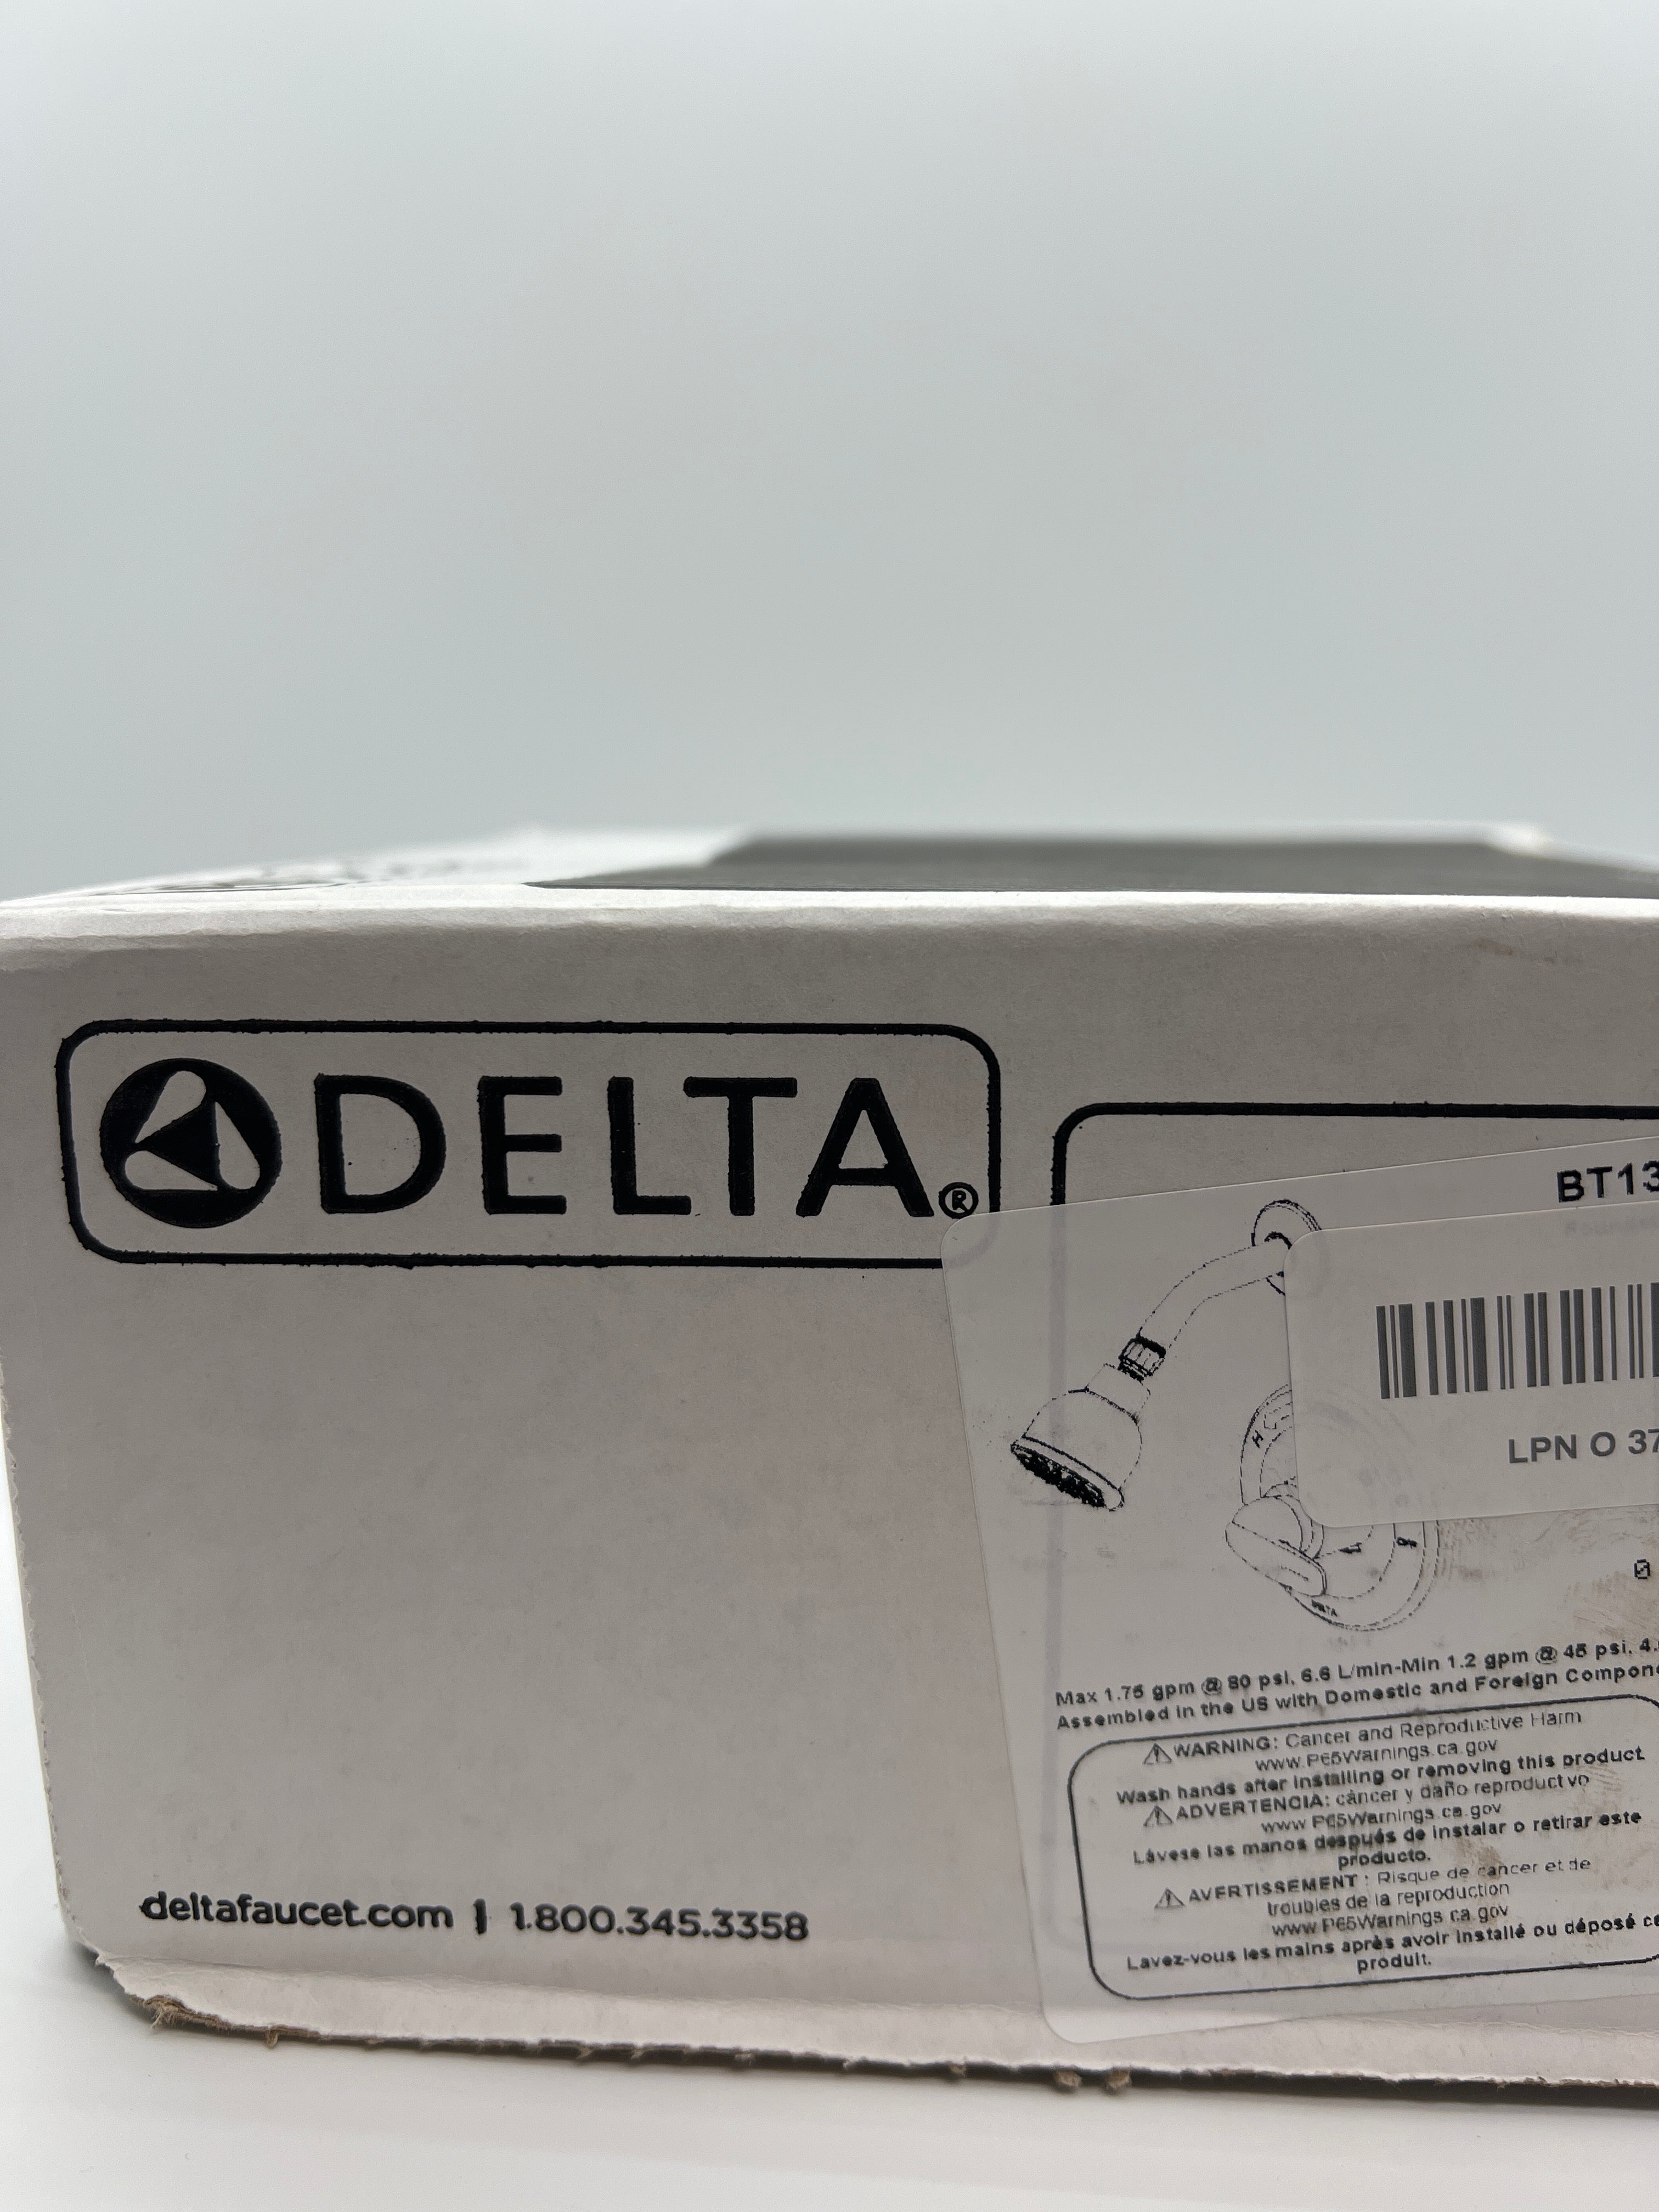 DELTA®
deltafaucet.com | 1.800.345.3358
BT13
LPN O 37
H
DELTA
0
Max 1.75 gpm @ 80 psi, 6.6 L/min-Min 1.2 gpm @ 45 psi, 4.
Assembled in the US with Domestic and Foreign Compon
⚠WARNING: Cancer and Reproductive Harm
www.P65Warnings.ca.gov
Wash hands after installing or removing this product.
⚠ADVERTENCIA: cáncer y daño reproductivo
www.P65Warnings.ca.gov
Lávese las manos después de instalar o retirar este
producto.
⚠AVERTISSEMENT : Risque de cancer et de
troubles de la reproduction
www.P65Warnings.ca.gov
Lavez-vous les mains après avoir installé ou déposé ce
produit.